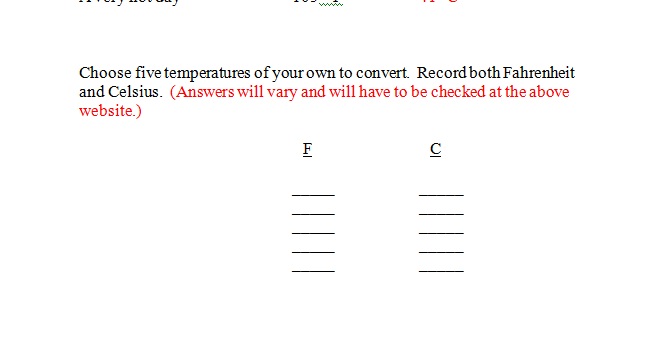 Choose five temperatures of your own to convert.  Record both Fahrenheit
and Celsius.  (Answers will vary and will have to be checked at the above
website.)
F C
_____ _____
_____ _____
_____ _____
_____ _____
_____ _____